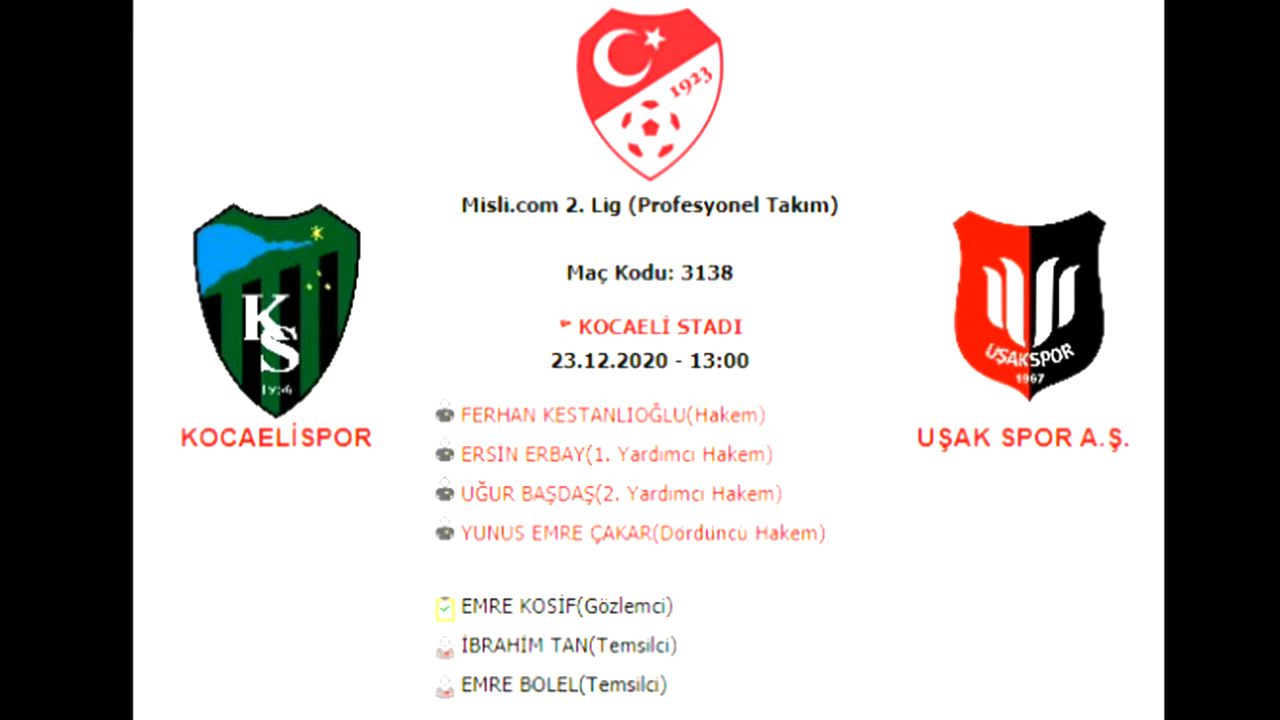 1923
Misli.com 2. Lig (Profesyonel Takım)
Maç Kodu: 3138
KOCAELİ STADI
23.12.2020 - 13:00
KS
KOCAELİSPOR
UŞAKSPOR
1967
UŞAK SPOR A.Ş.
FERHAN KESTANLIOĞLU(Hakem)
ERSİN ERBAY(1. Yardımcı Hakem)
UĞUR BAŞDAŞ(2. Yardımcı Hakem)
YUNUS EMRE ÇAKAR(Dördüncü Hakem)
EMRE KOSİF(Gözlemci)
İBRAHİM TAN(Temsilci)
EMRE BOLEL(Temsilci)